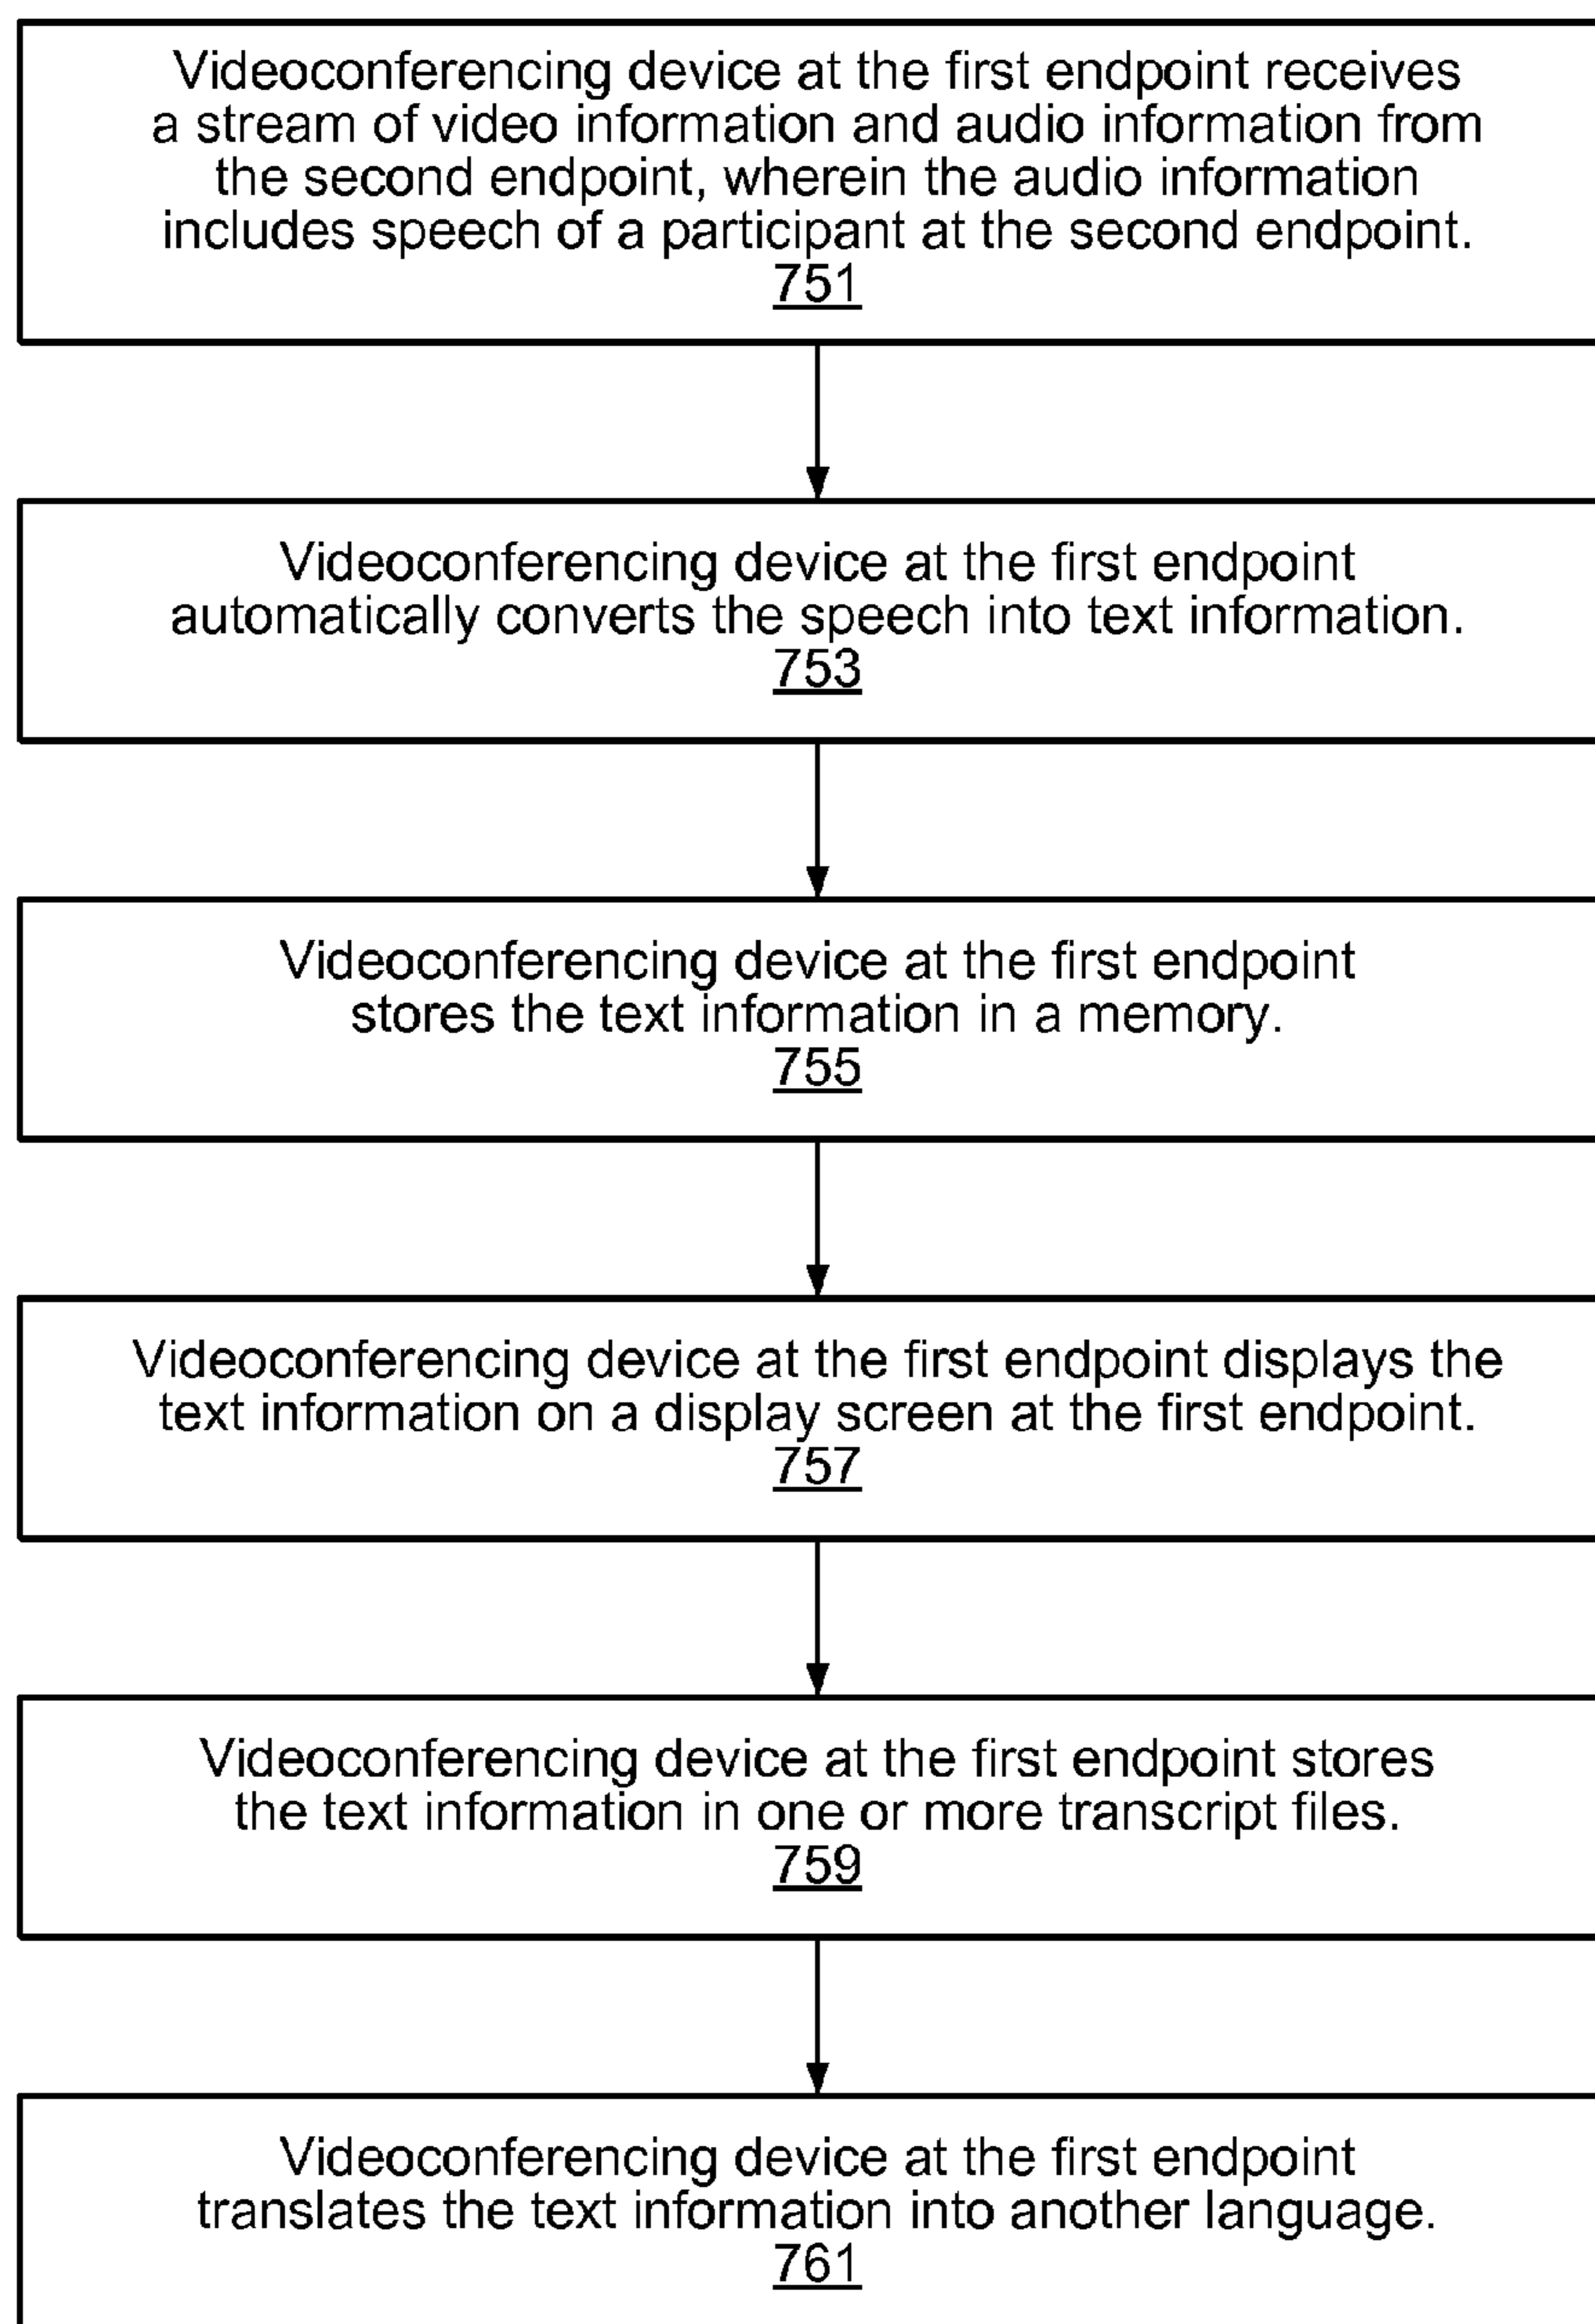 Videoconferencing device at the first endpoint receives
a stream of video information and audio information from
the second endpoint, wherein the audio information
includes speech of a participant at the second endpoint.
751
Videoconferencing device at the first endpoint
automatically converts the speech into text information.
753
Videoconferencing device at the first endpoint
stores the text information in a memory.
755
Videoconferencing device at the first endpoint displays the
text information on a display screen at the first endpoint.
757
Videoconferencing device at the first endpoint stores
the text information in one or more transcript files.
759
Videoconferencing device at the first endpoint
translates the text information into another language.
761